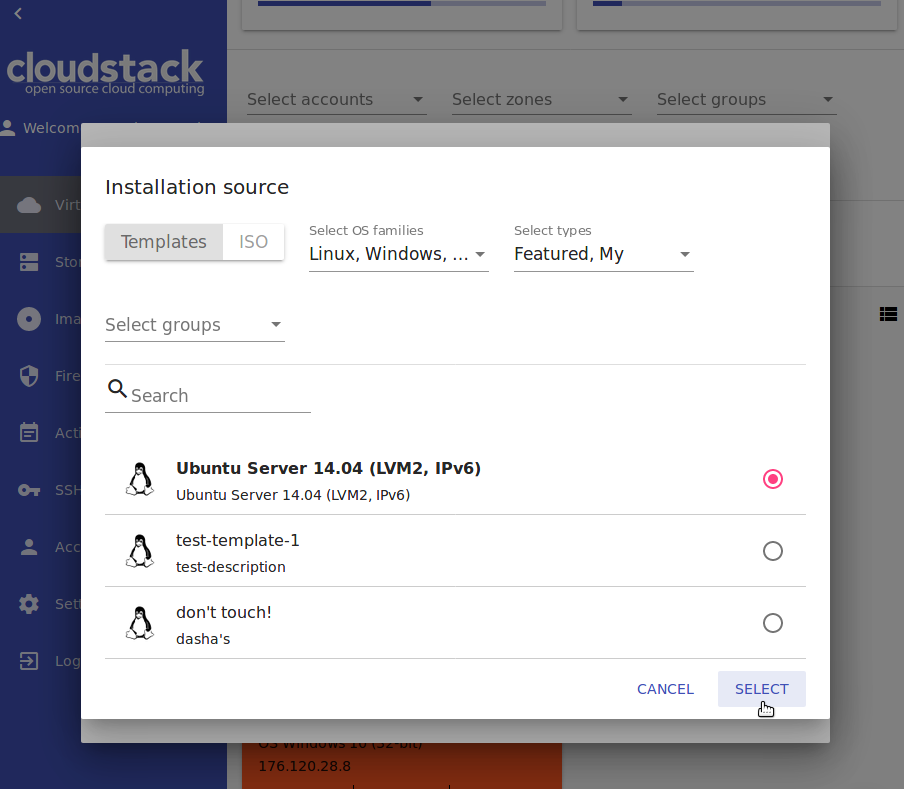 cloudstack
open source cloud computing
Select accounts
Select zones
Select groups
Welcom
Virt
Stor
Ima
Fire
Acti
SSH
Acc
Sett
Log
Installation source
Templates
ISO
Select OS families
Linux, Windows, ...
Select types
Featured, My
Select groups
Search
Ubuntu Server 14.04 (LVM2, IPv6)
Ubuntu Server 14.04 (LVM2, IPv6)
test-template-1
test-description
don't touch!
dasha's
CANCEL
SELECT
OS Windows 10 (32-bit)
176.120.28.8